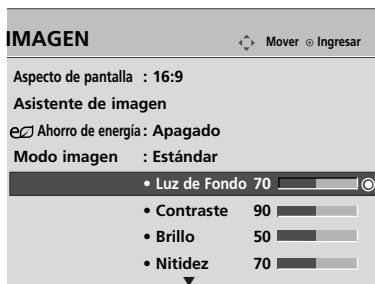 IMAGEN Mover Ingresar
Aspecto de pantalla : 16:9
Asistente de imagen
Ahorro de energía : Apagado
Modo imagen : Estándar
• Luz de Fondo 70
• Contraste 90
• Brillo 50
• Nitidez 70